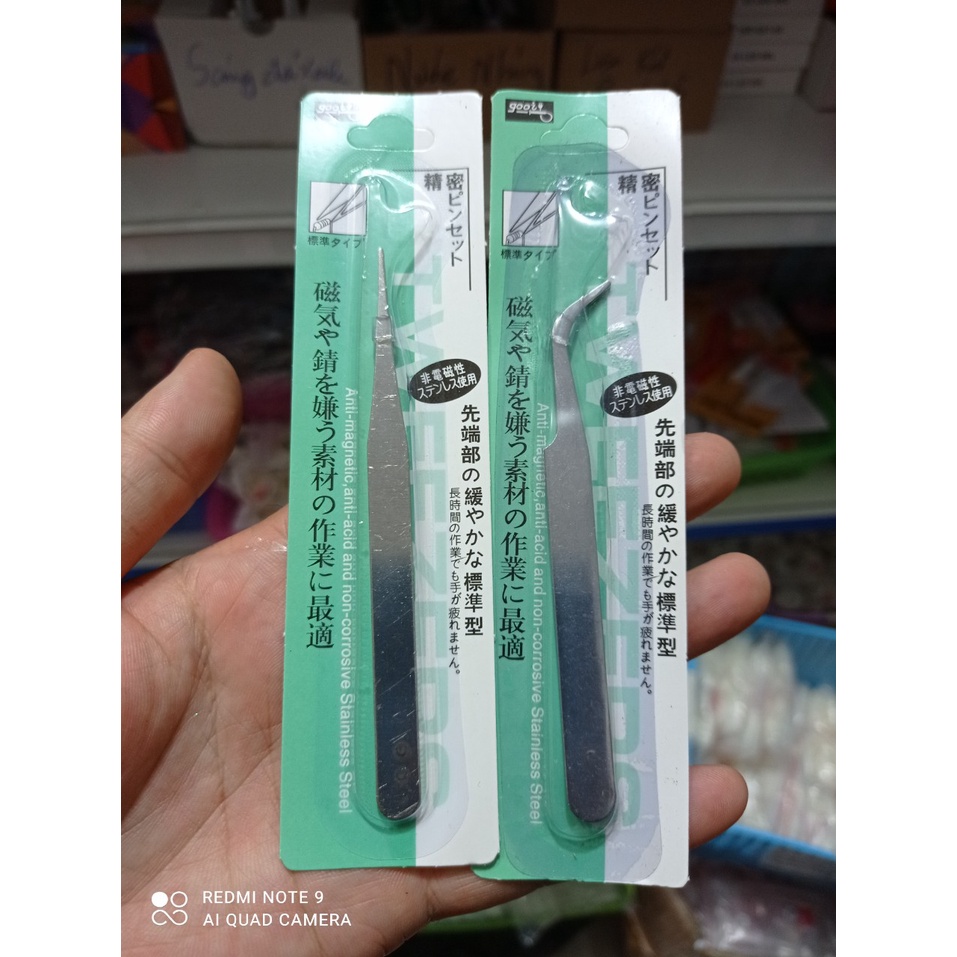 goot
精密ピンセット
標準タイプ
磁気や錆を嫌う素材の作業に最適
Anti-magnetic,anti-acid and non-corrosive Stainless Steel
TWEEZERS
非電磁性
ステンレス使用
先端部の緩やかな標準型
長時間の作業でも手が疲れません。
goot
精密ピンセット
標準タイプ
磁気や錆を嫌う素材の作業に最適
Anti-magnetic,anti-acid and non-corrosive Stainless Steel
TWEEZERS
非電磁性
ステンレス使用
先端部の緩やかな標準型
長時間の作業でも手が疲れません。
REDMI NOTE 9
AI QUAD CAMERA